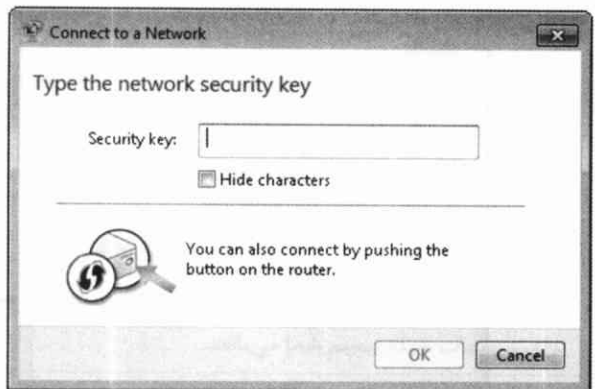 Connect to a Network
Type the network security key
Security key:
Hide characters
You can also connect by pushing the
button on the router.
OK
Cancel